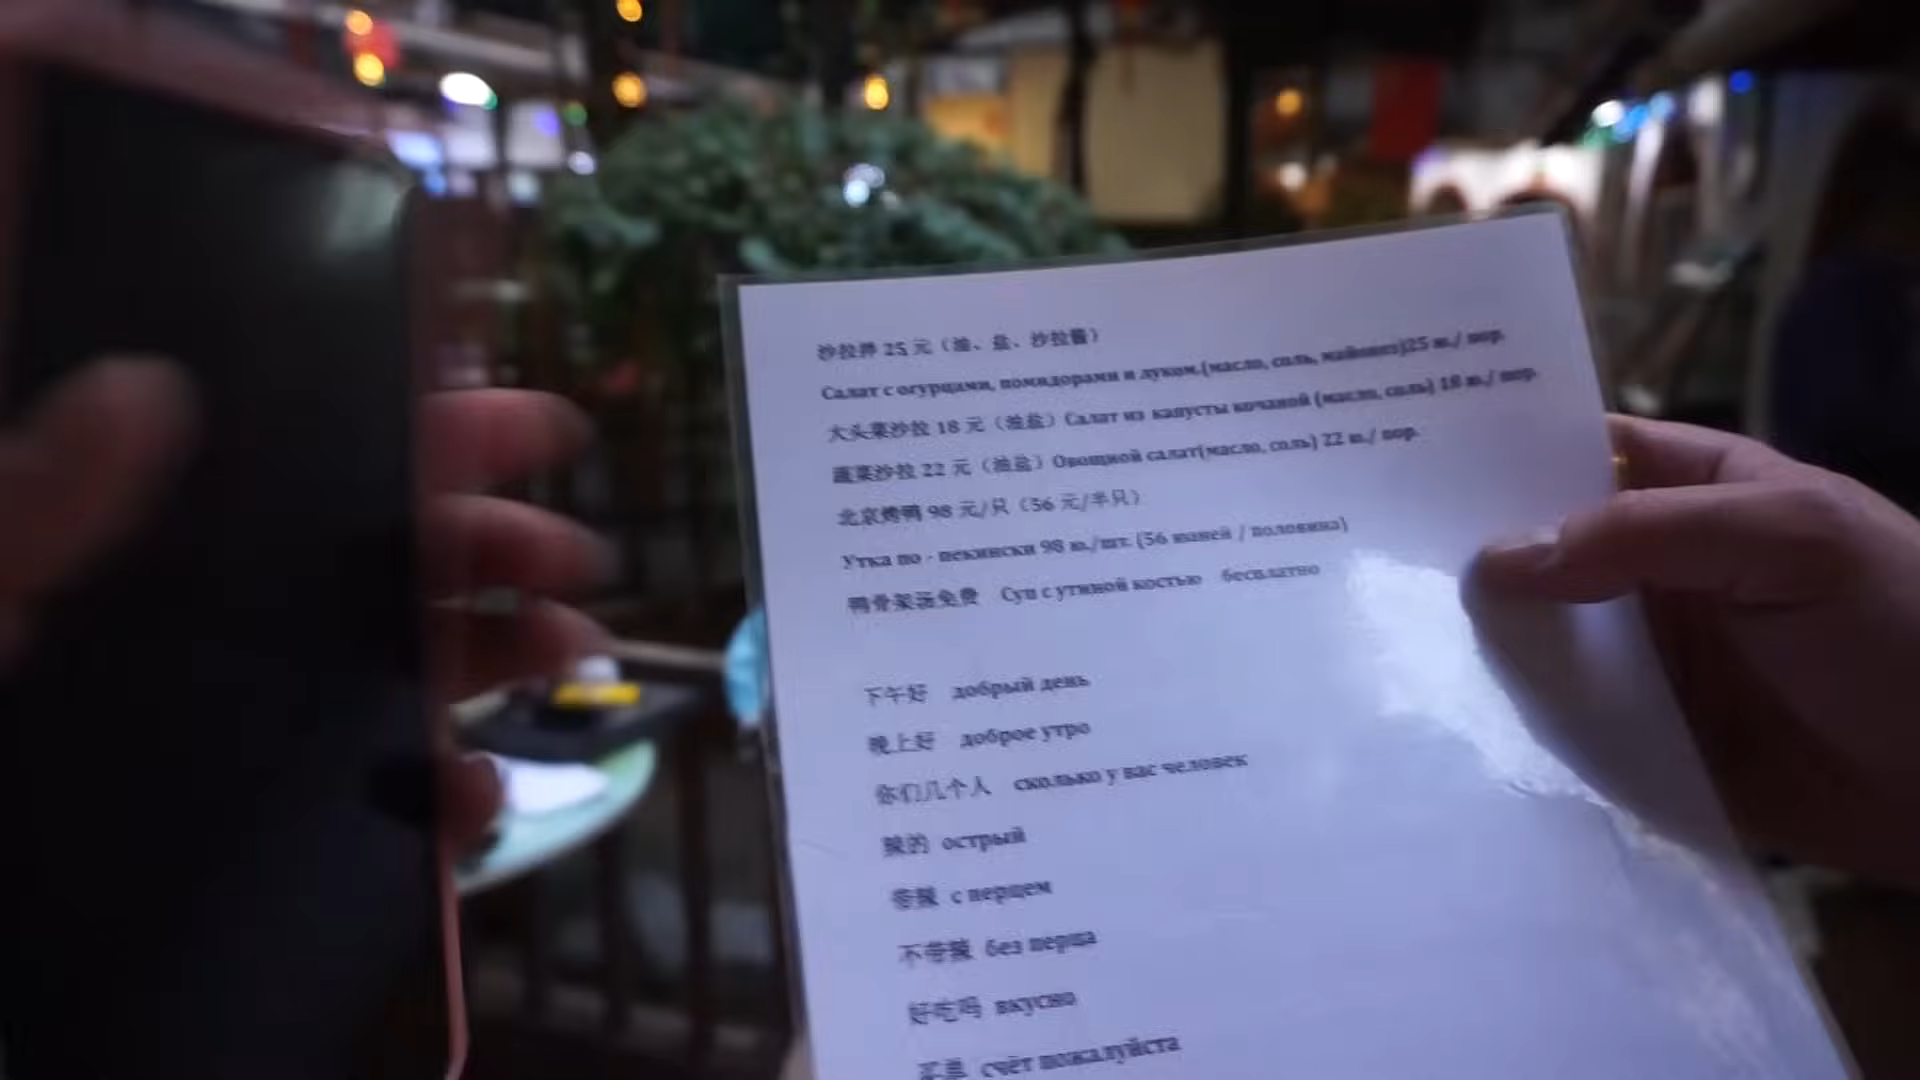 沙拉拌 25 元（油、盐、沙拉酱）
Салат с огурцами, помидорами и луком.(масло, соль, майонез)25 ю./ пор.
大头菜沙拉 18 元（油盐）Салат из капусты кочаной (масло, соль) 18 ю./ пор.
蔬菜沙拉 22 元（油盐）Овощной салат(масло, соль) 22 ю./ пор.
北京烤鸭 98 元/只（56 元/半只）
Утка по - пекински 98 ю./шт. (56 юаней / половина)
鸭骨架汤免费 Суп с утиной костью бесплатно
下午好 добрый день
晚上好 доброе утро
你们几个人 сколько у вас человек
辣的 острый
带辣 с перцем
不带辣 без перца
好吃吗 вкусно
买单 счёт пожалуйста